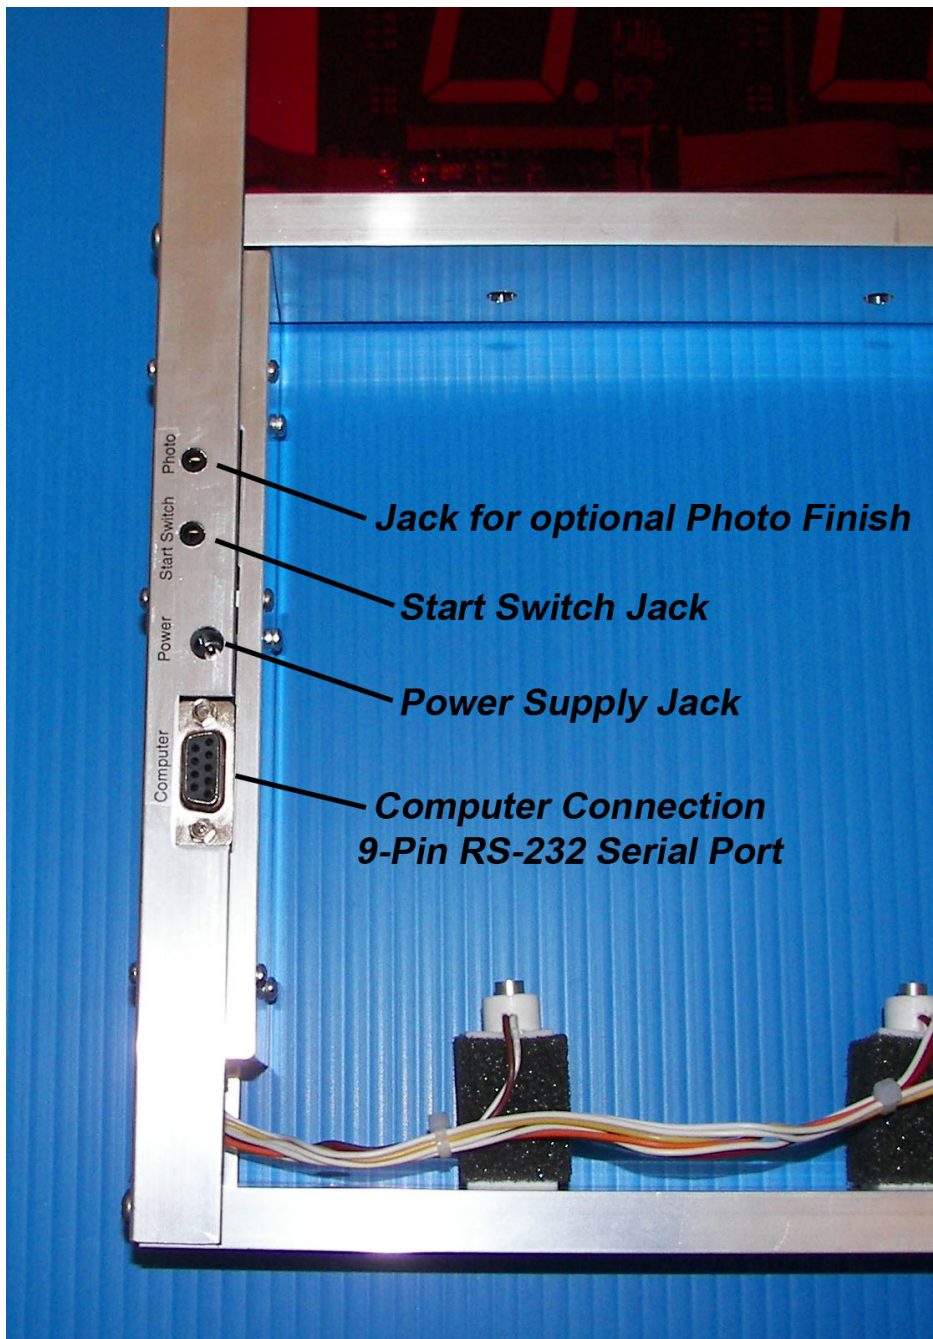 Photo
Jack for optional Photo Finish
Start Switch
Start Switch Jack
Power
Power Supply Jack
Computer
Computer Connection
9-Pin RS-232 Serial Port